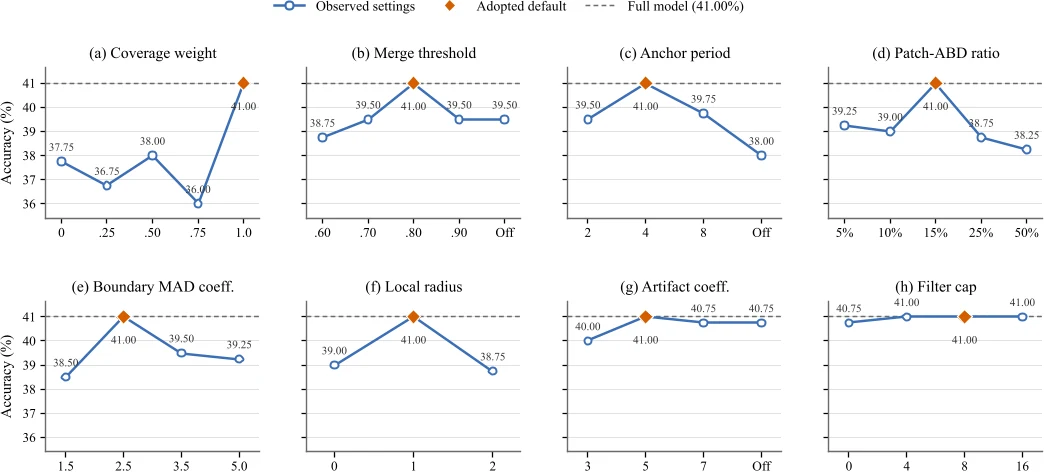 Observed settings Adopted default Full model (41.00%)
(a) Coverage weight
Accuracy (%)
41
40
39
38
37
36
37.75
36.75
38.00
36.00
41.00
0 .25 .50 .75 1.0
(b) Merge threshold
38.75
39.50
41.00
39.50
39.50
.60 .70 .80 .90 Off
(c) Anchor period
39.50
41.00
39.75
38.00
2 4 8 Off
(d) Patch-ABD ratio
39.25
39.00
41.00
38.75
38.25
5% 10% 15% 25% 50%
(e) Boundary MAD coeff.
Accuracy (%)
41
40
39
38
37
36
38.50
41.00
39.50
39.25
1.5 2.5 3.5 5.0
(f) Local radius
39.00
41.00
38.75
0 1 2
(g) Artifact coeff.
40.00
41.00
40.75
40.75
3 5 7 Off
(h) Filter cap
40.75
41.00
41.00
41.00
0 4 8 16